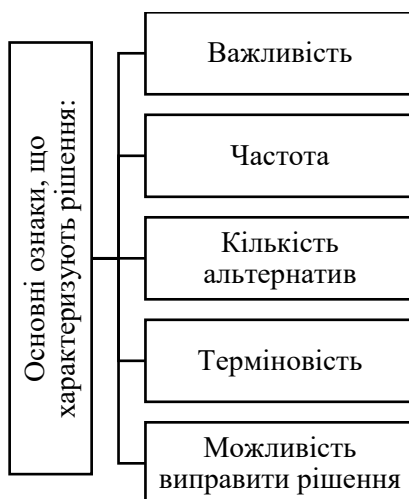 Основні ознаки, що
характеризують рішення:
Важливість
Частота
Кількість
альтернатив
Терміновість
Можливість
виправити рішення